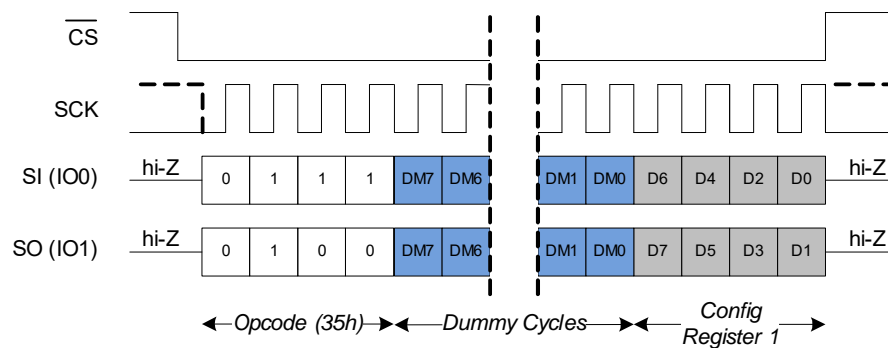 CS
SCK
SI (IO0) hi-Z 0 1 1 1 DM7 DM6 DM1 DM0 D6 D4 D2 D0 hi-Z
SO (IO1) hi-Z 0 1 0 0 DM7 DM6 DM1 DM0 D7 D5 D3 D1 hi-Z
Opcode (35h) Dummy Cycles Config
Register 1